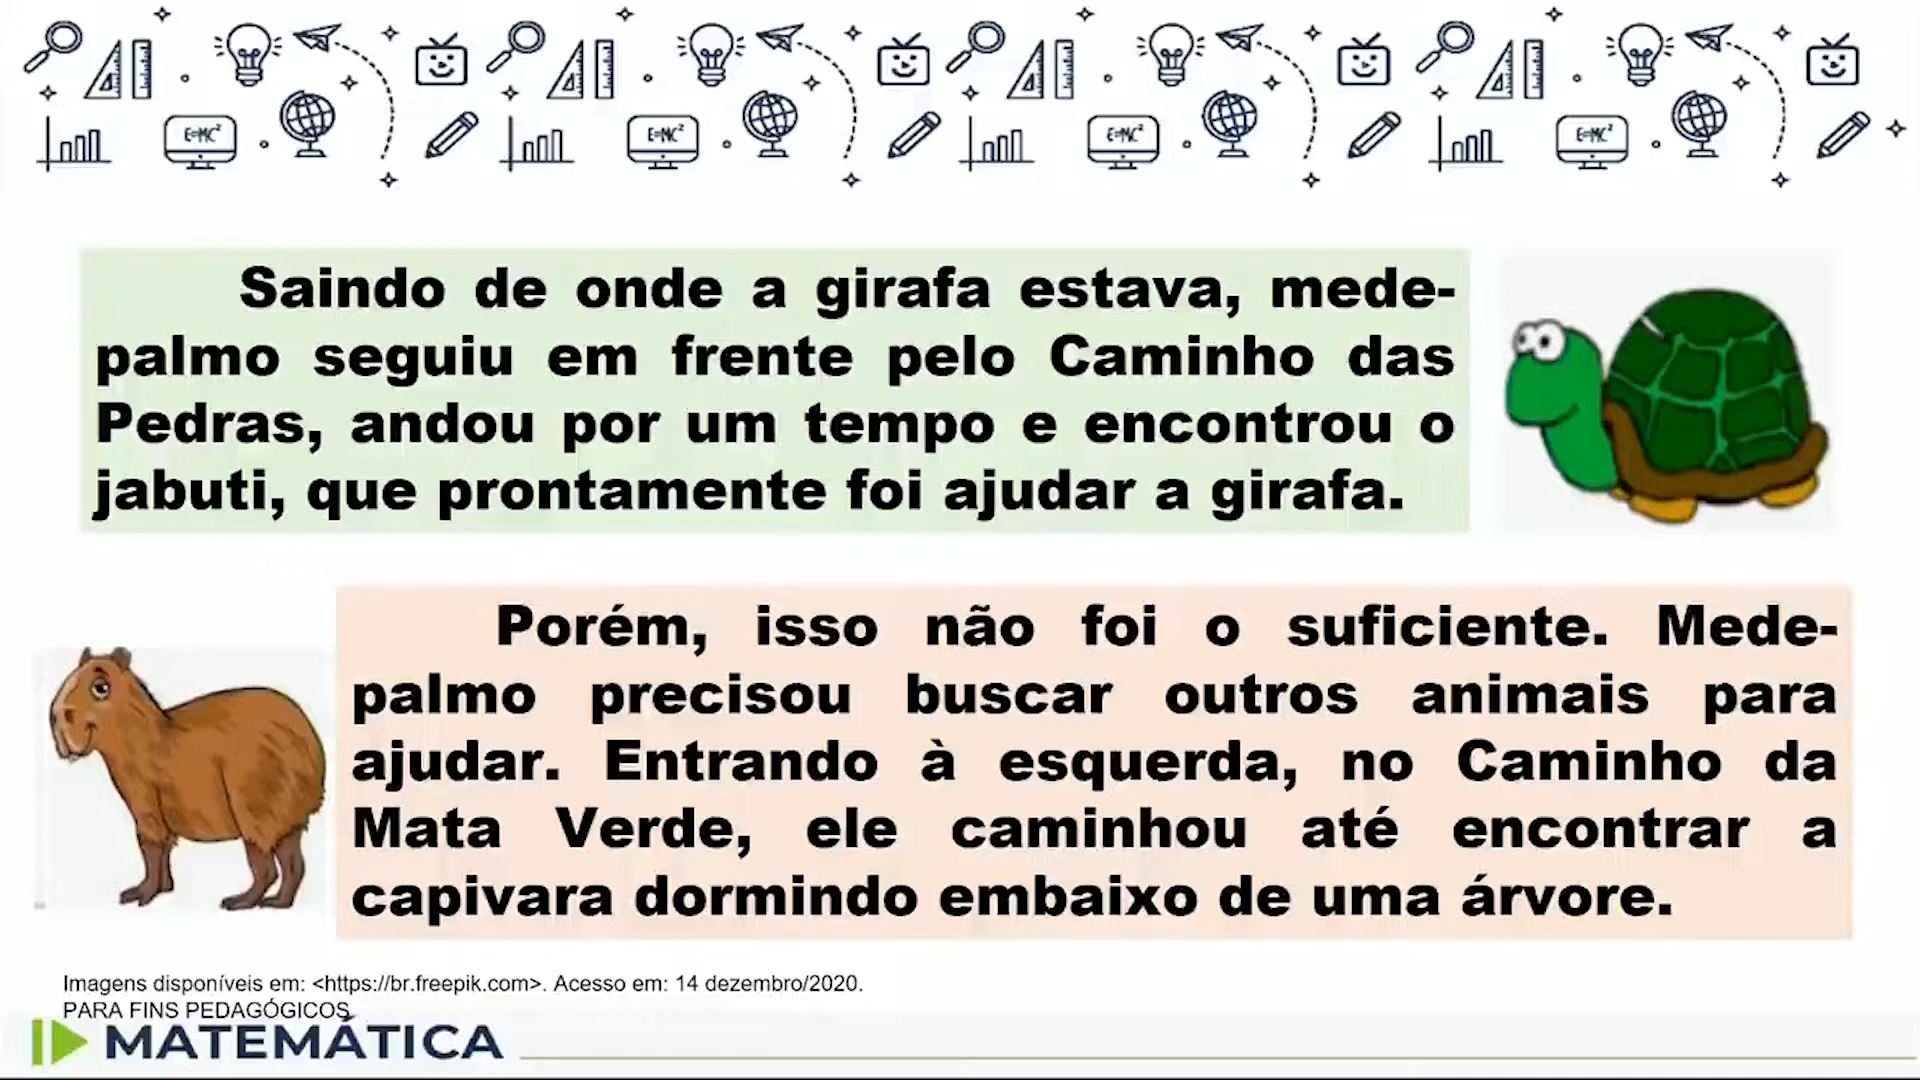 E=MC²
E=MC²
E=MC²
E=MC²
Saindo de onde a girafa estava, mede-
palmo seguiu em frente pelo Caminho das
Pedras, andou por um tempo e encontrou o
jabuti, que prontamente foi ajudar a girafa.
Porém, isso não foi o suficiente. Mede-
palmo precisou buscar outros animais para
ajudar. Entrando à esquerda, no Caminho da
Mata Verde, ele caminhou até encontrar a
capivara dormindo embaixo de uma árvore.
Imagens disponíveis em: <https://br.freepik.com>. Acesso em: 14 dezembro/2020.
PARA FINS PEDAGÓGICOS
MATEMÁTICA